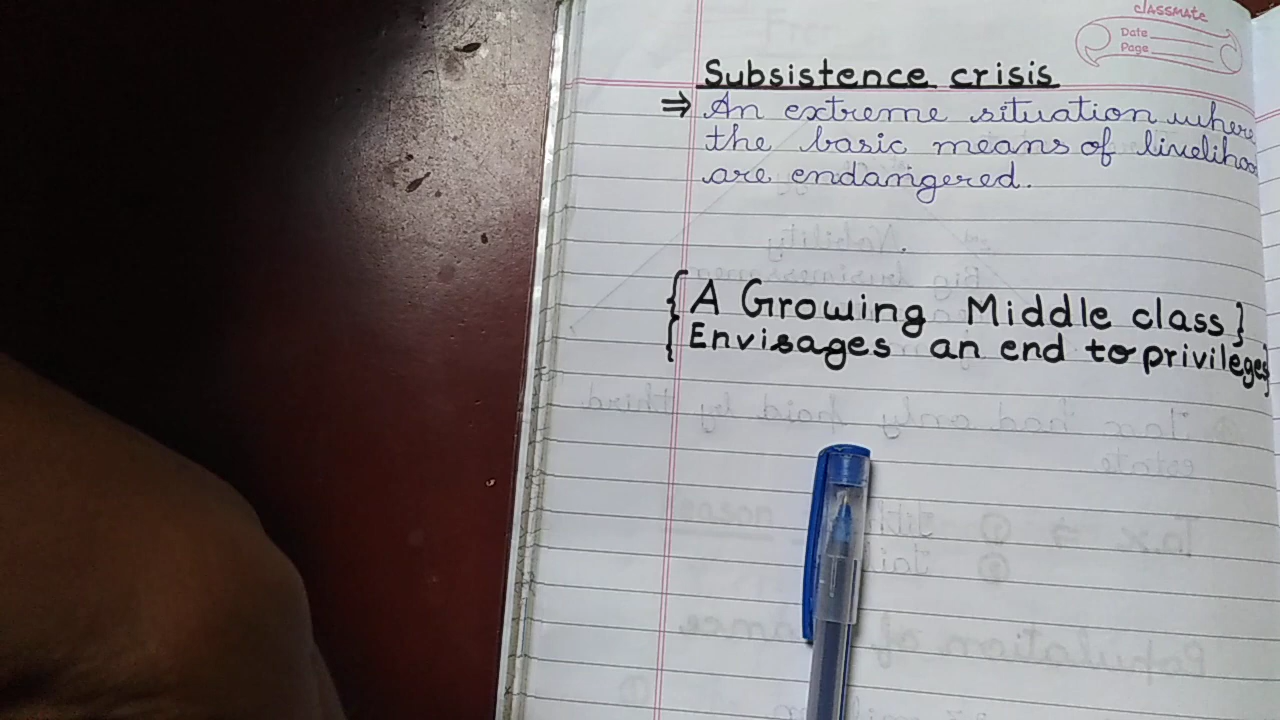 classmate
Date
Page
Subsistence crisis
⇒ An extreme situation where
the basic means of livelihoo
are endangered.
{A Growing Middle class}
{Envisages an end to privileges}